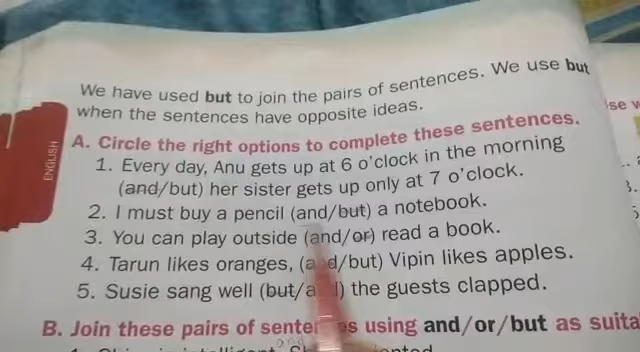 We have used but to join the pairs of sentences. We use but
when the sentences have opposite ideas.
ENGLISH
A. Circle the right options to complete these sentences.
1. Every day, Anu gets up at 6 o'clock in the morning
(and/but) her sister gets up only at 7 o'clock.
2. I must buy a pencil (and/but) a notebook.
3. You can play outside (and/or) read a book.
4. Tarun likes oranges, (and/but) Vipin likes apples.
5. Susie sang well (but/and) the guests clapped.
B. Join these pairs of sentences using and/or/but as suita
and